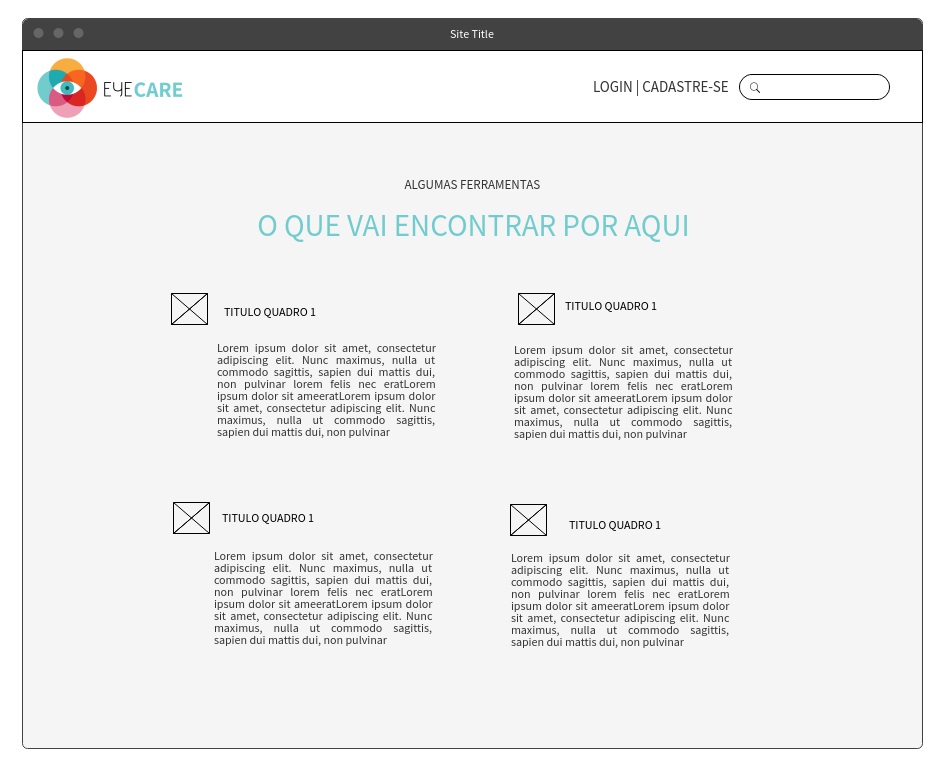 Site Title
EYECARE
LOGIN | CADASTRE-SE
ALGUMAS FERRAMENTAS
O QUE VAI ENCONTRAR POR AQUI
TITULO QUADRO 1
Lorem ipsum dolor sit amet, consectetur
adipiscing elit. Nunc maximus, nulla ut
commodo sagittis, sapien dui mattis dui,
non pulvinar lorem felis nec eratLorem
ipsum dolor sit ameeratLorem ipsum dolor
sit amet, consectetur adipiscing elit. Nunc
maximus, nulla ut commodo sagittis,
sapien dui mattis dui, non pulvinar
TITULO QUADRO 1
Lorem ipsum dolor sit amet, consectetur
adipiscing elit. Nunc maximus, nulla ut
commodo sagittis, sapien dui mattis dui,
non pulvinar lorem felis nec eratLorem
ipsum dolor sit ameeratLorem ipsum dolor
sit amet, consectetur adipiscing elit. Nunc
maximus, nulla ut commodo sagittis,
sapien dui mattis dui, non pulvinar
TITULO QUADRO 1
Lorem ipsum dolor sit amet, consectetur
adipiscing elit. Nunc maximus, nulla ut
commodo sagittis, sapien dui mattis dui,
non pulvinar lorem felis nec eratLorem
ipsum dolor sit ameeratLorem ipsum dolor
sit amet, consectetur adipiscing elit. Nunc
maximus, nulla ut commodo sagittis,
sapien dui mattis dui, non pulvinar
TITULO QUADRO 1
Lorem ipsum dolor sit amet, consectetur
adipiscing elit. Nunc maximus, nulla ut
commodo sagittis, sapien dui mattis dui,
non pulvinar lorem felis nec eratLorem
ipsum dolor sit ameeratLorem ipsum dolor
sit amet, consectetur adipiscing elit. Nunc
maximus, nulla ut commodo sagittis,
sapien dui mattis dui, non pulvinar